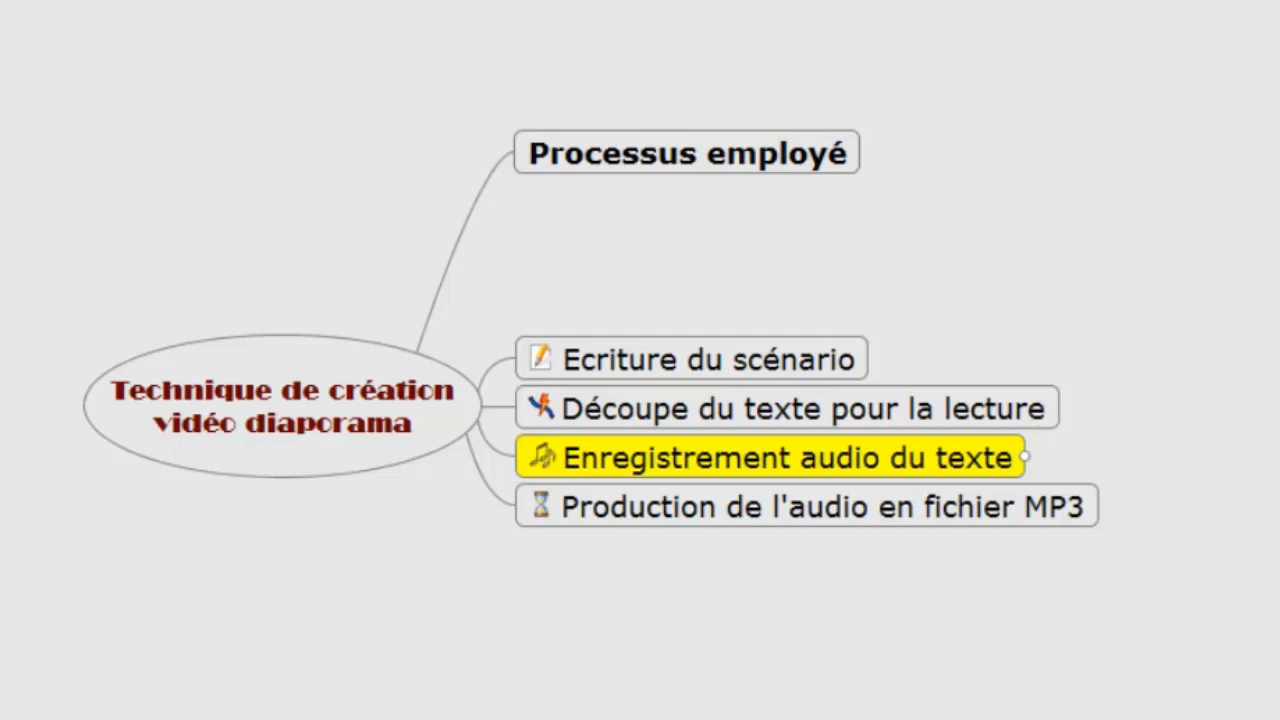 Processus employé
Technique de création
vidéo diaporama
Ecriture du scénario
Découpe du texte pour la lecture
Enregistrement audio du texte
Production de l'audio en fichier MP3